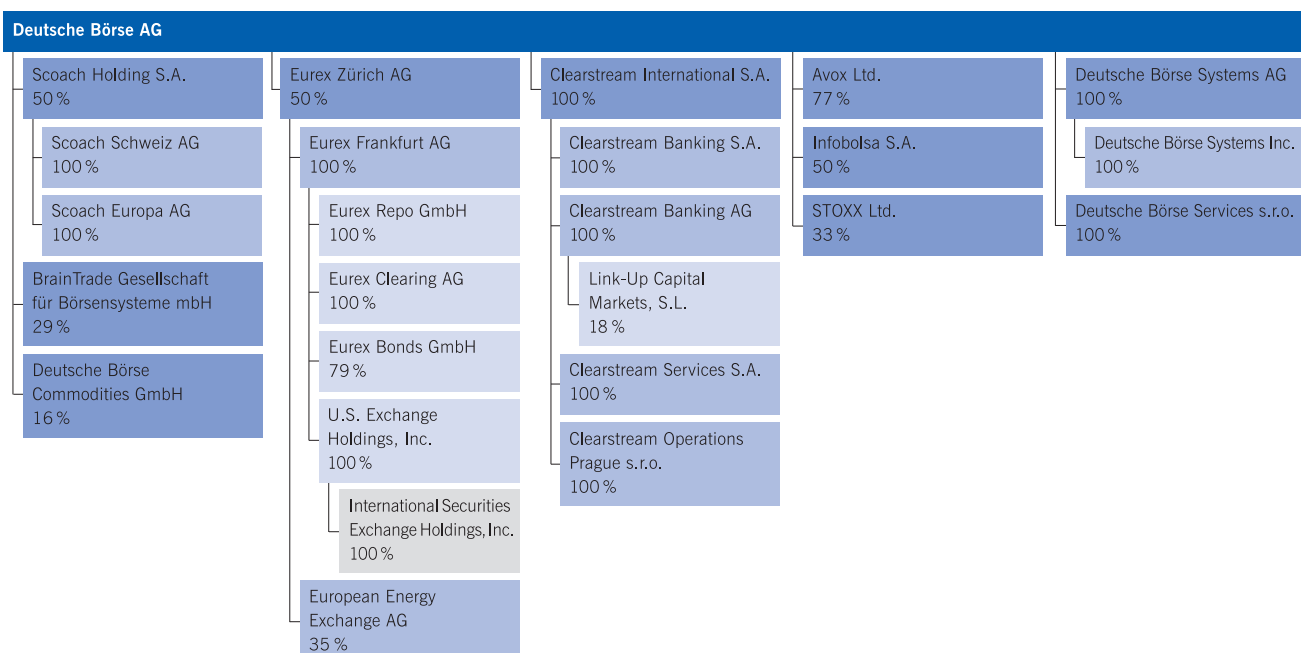 Deutsche Börse AG
Scoach Holding S.A.
50 %
Scoach Schweiz AG
100 %
Scoach Europa AG
100 %
BrainTrade Gesellschaft
für Börsensysteme mbH
29 %
Deutsche Börse
Commodities GmbH
16 %
Eurex Zürich AG
50 %
Eurex Frankfurt AG
100 %
Eurex Repo GmbH
100 %
Eurex Clearing AG
100 %
Eurex Bonds GmbH
79 %
U.S. Exchange
Holdings, Inc.
100 %
International Securities
Exchange Holdings, Inc.
100 %
European Energy
Exchange AG
35 %
Clearstream International S.A.
100 %
Clearstream Banking S.A.
100 %
Clearstream Banking AG
100 %
Link-Up Capital
Markets, S.L.
18 %
Clearstream Services S.A.
100 %
Clearstream Operations
Prague s.r.o.
100 %
Avox Ltd.
77 %
Infobolsa S.A.
50 %
STOXX Ltd.
33 %
Deutsche Börse Systems AG
100 %
Deutsche Börse Systems Inc.
100 %
Deutsche Börse Services s.r.o.
100 %